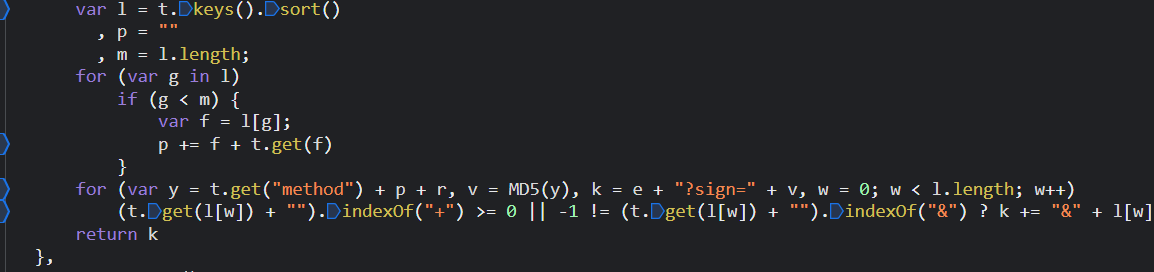 var l = t.keys().sort()
, p = ""
, m = l.length;
for (var g in l)
if (g < m) {
var f = l[g];
p += f + t.get(f)
}
for (var y = t.get("method") + p + r, v = MD5(y), k = e + "?sign=" + v, w = 0; w < l.length; w++)
(t.get(l[w]) + "").indexOf("+") >= 0 || -1 != (t.get(l[w]) + "").indexOf("&") ? k += "&" + l[w]
return k
},